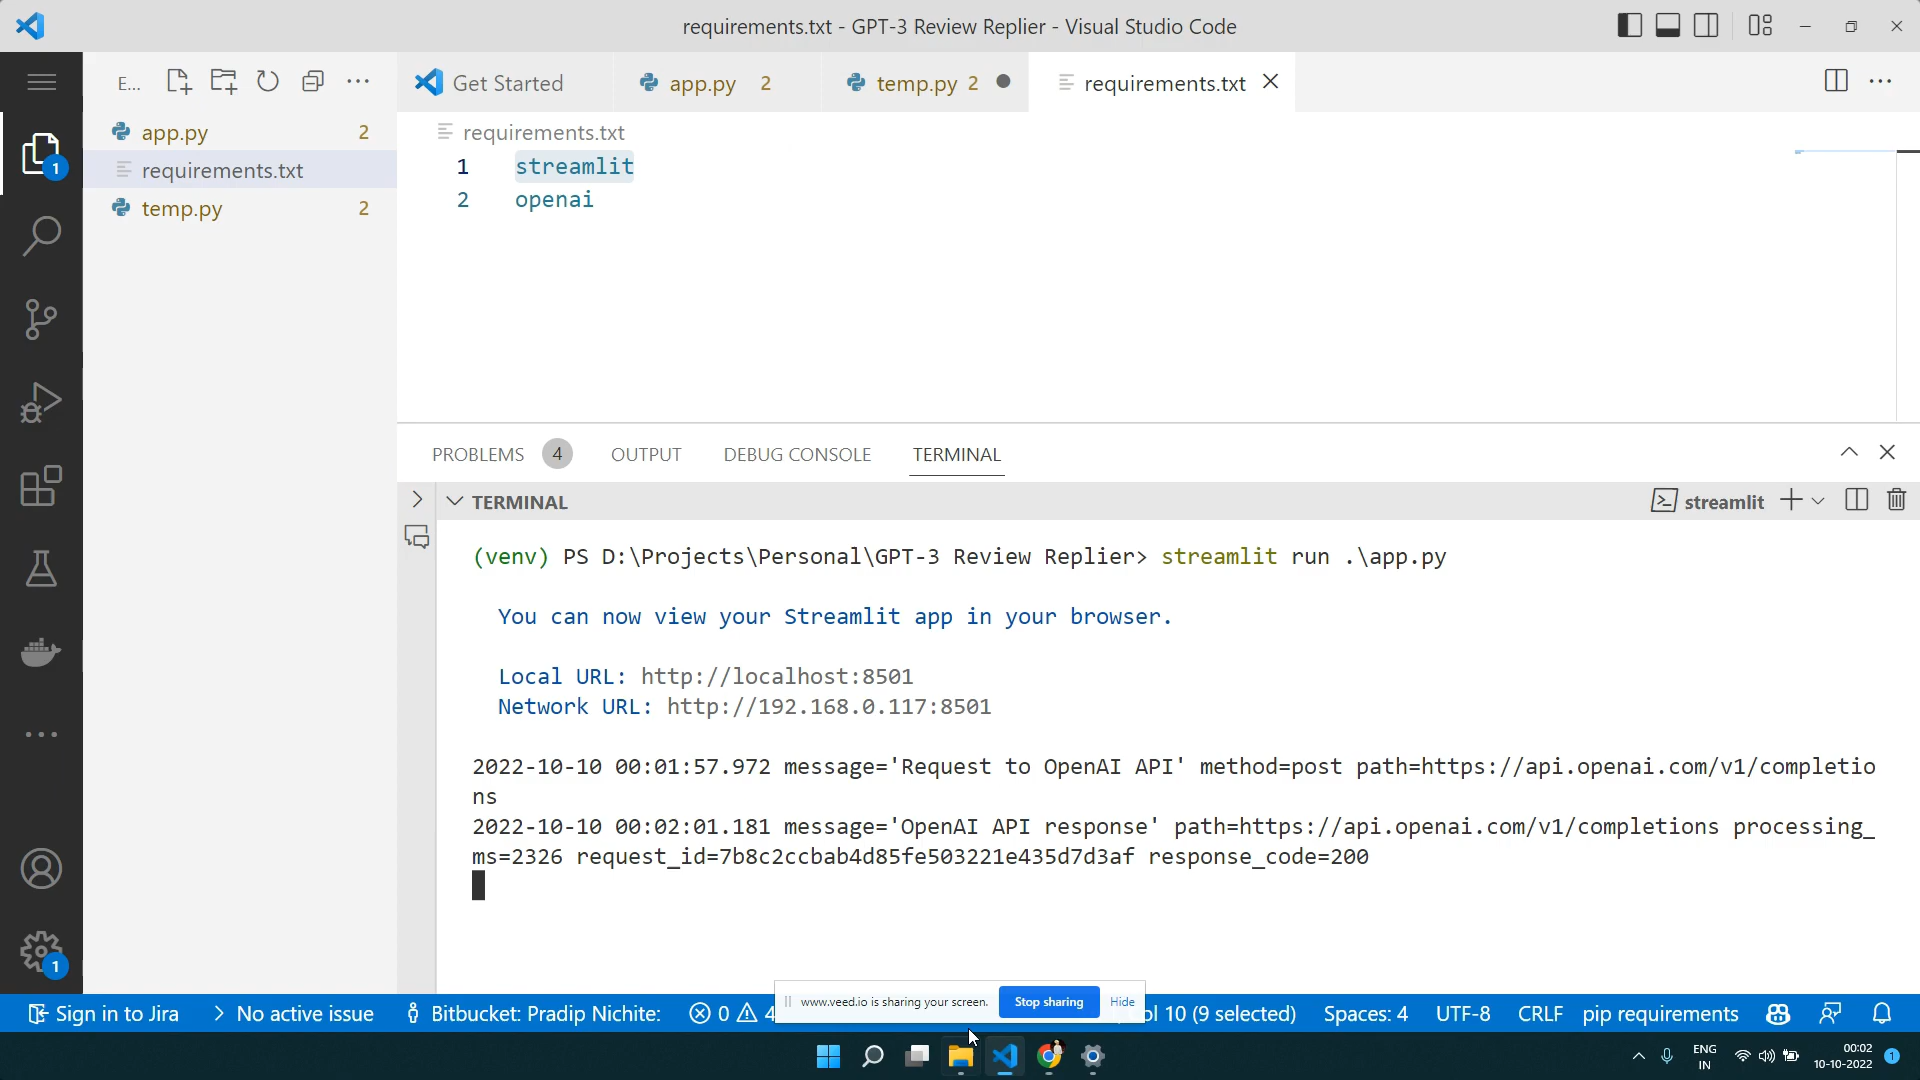 requirements.txt - GPT-3 Review Replier - Visual Studio Code
E...
Get Started
app.py 2
temp.py 2
requirements.txt
app.py 2
requirements.txt
temp.py 2
requirements.txt
1 streamlit
2 openai
1
PROBLEMS 4 OUTPUT DEBUG CONSOLE TERMINAL
TERMINAL
streamlit
(venv) PS D:\Projects\Personal\GPT-3 Review Replier> streamlit run .\app.py
You can now view your Streamlit app in your browser.
Local URL: http://localhost:8501
Network URL: http://192.168.0.117:8501
2022-10-10 00:01:57.972 message='Request to OpenAI API' method=post path=https://api.openai.com/v1/completio
ns
2022-10-10 00:02:01.181 message='OpenAI API response' path=https://api.openai.com/v1/completions processing_
ms=2326 request_id=7b8c2ccbab4d85fe503221e435d7d3af response_code=200
1
www.veed.io is sharing your screen. Stop sharing Hide
Sign in to Jira No active issue Bitbucket: Pradip Nichite: 0 4 ol 10 (9 selected) Spaces: 4 UTF-8 CRLF pip requirements
ENG
IN
00:02
10-10-2022
1